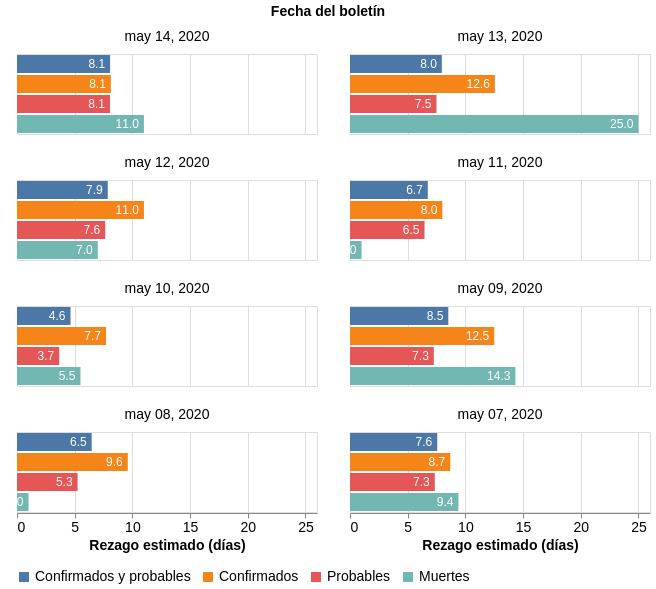 Fecha del boletín
may 14, 2020
8.1
8.1
8.1
11.0
may 13, 2020
8.0
12.6
7.5
25.0
may 12, 2020
7.9
11.0
7.6
7.0
may 11, 2020
6.7
8.0
6.5
0
may 10, 2020
4.6
7.7
3.7
5.5
may 09, 2020
8.5
12.5
7.3
14.3
may 08, 2020
6.5
9.6
5.3
0
may 07, 2020
7.6
8.7
7.3
9.4
0 5 10 15 20 25
Rezago estimado (días)
0 5 10 15 20 25
Rezago estimado (días)
Confirmados y probables Confirmados Probables Muertes